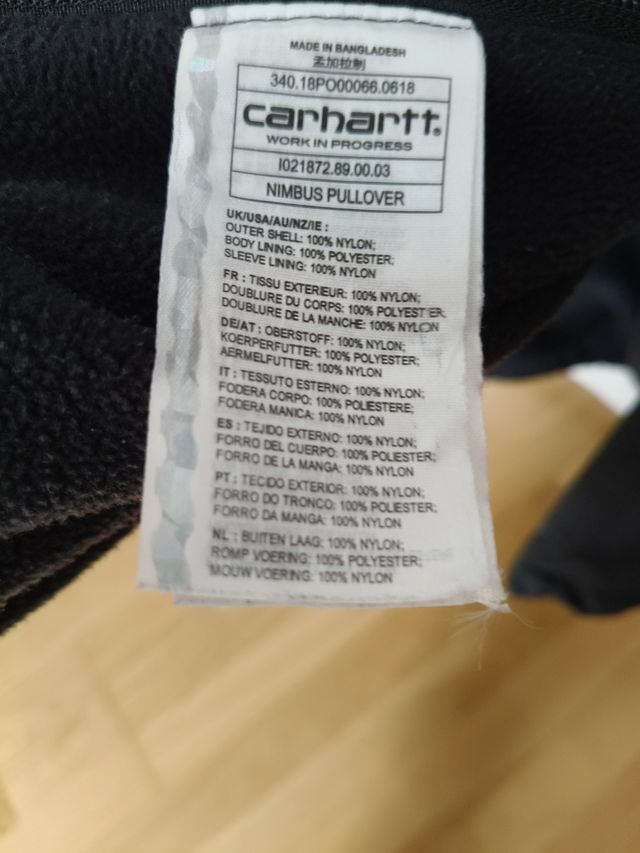 MADE IN BANGLADESH
孟加拉制
340.18PO00066.0618
carhartt.
WORK IN PROGRESS
I021872.89.00.03
NIMBUS PULLOVER
UK/USA/AU/NZ/IE :
OUTER SHELL: 100% NYLON;
BODY LINING: 100% POLYESTER;
SLEEVE LINING: 100% NYLON
FR : TISSU EXTERIEUR: 100% NYLON;
DOUBLURE DU CORPS: 100% POLYESTER;
DOUBLURE DE LA MANCHE: 100% NYLON
DE/AT : OBERSTOFF: 100% NYLON;
KOERPERFUTTER: 100% POLYESTER;
AERMELFUTTER: 100% NYLON
IT : TESSUTO ESTERNO: 100% NYLON;
FODERA CORPO: 100% POLIESTERE;
FODERA MANICA: 100% NYLON
ES : TEJIDO EXTERNO: 100% NYLON;
FORRO DEL CUERPO: 100% POLIESTER;
FORRO DE LA MANGA: 100% NYLON
PT : TECIDO EXTERIOR: 100% NYLON;
FORRO DO TRONCO: 100% POLIESTER;
FORRO DA MANGA: 100% NYLON
NL : BUITEN LAAG: 100% NYLON;
ROMP VOERING: 100% POLYESTER;
MOUW VOERING: 100% NYLON